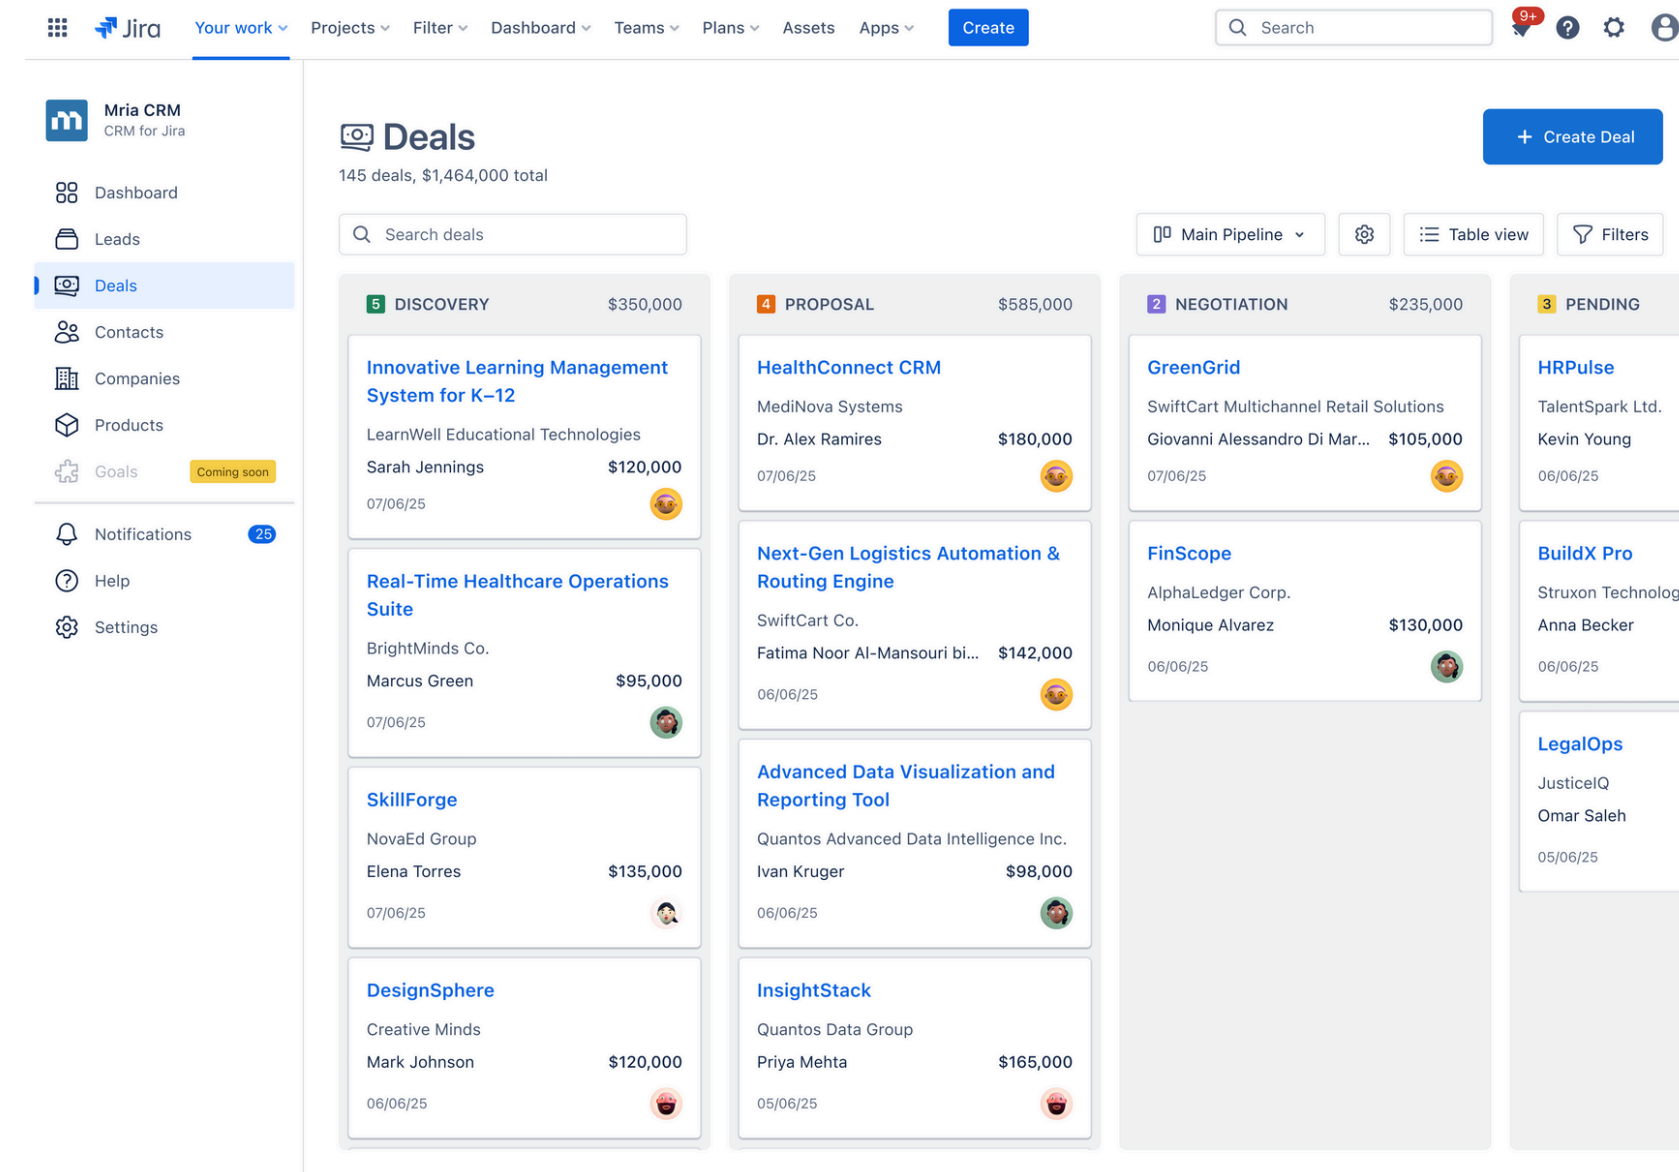 Jira
Your work
Projects
Filter
Dashboard
Teams
Plans
Assets
Apps
Create
Search
9+
Mria CRM
CRM for Jira
Dashboard
Leads
Deals
Contacts
Companies
Products
Goals
Coming soon
Notifications
25
Help
Settings
Deals
145 deals, $1,464,000 total
+ Create Deal
Search deals
Main Pipeline
Table view
Filters
5 DISCOVERY $350,000
Innovative Learning Management
System for K–12
LearnWell Educational Technologies
Sarah Jennings $120,000
07/06/25
Real-Time Healthcare Operations
Suite
BrightMinds Co.
Marcus Green $95,000
07/06/25
SkillForge
NovaEd Group
Elena Torres $135,000
07/06/25
DesignSphere
Creative Minds
Mark Johnson $120,000
06/06/25
4 PROPOSAL $585,000
HealthConnect CRM
MediNova Systems
Dr. Alex Ramires $180,000
07/06/25
Next-Gen Logistics Automation &
Routing Engine
SwiftCart Co.
Fatima Noor Al-Mansouri bi... $142,000
06/06/25
Advanced Data Visualization and
Reporting Tool
Quantos Advanced Data Intelligence Inc.
Ivan Kruger $98,000
06/06/25
InsightStack
Quantos Data Group
Priya Mehta $165,000
05/06/25
2 NEGOTIATION $235,000
GreenGrid
SwiftCart Multichannel Retail Solutions
Giovanni Alessandro Di Mar... $105,000
07/06/25
FinScope
AlphaLedger Corp.
Monique Alvarez $130,000
06/06/25
3 PENDING
HRPulse
TalentSpark Ltd.
Kevin Young
06/06/25
BuildX Pro
Struxon Technolog
Anna Becker
06/06/25
LegalOps
JusticeIQ
Omar Saleh
05/06/25